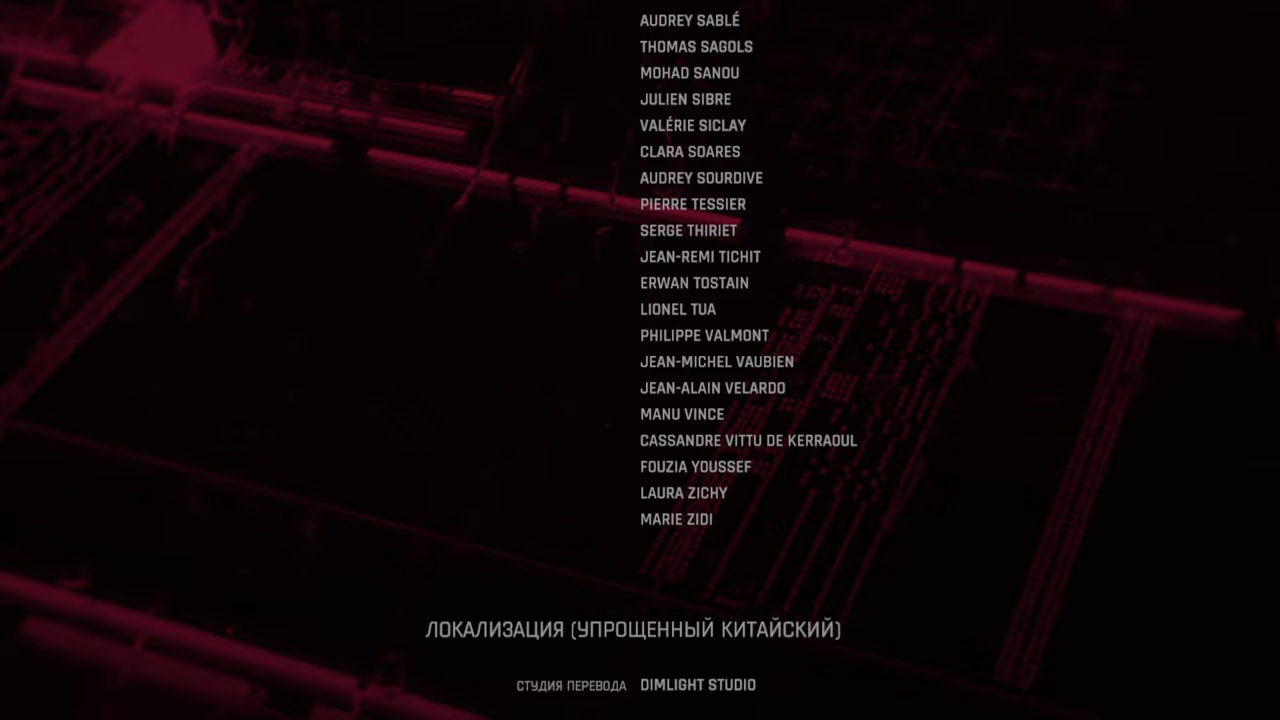 AUDREY SABLÉ
THOMAS SAGOLS
MOHAD SANOU
JULIEN SIBRE
VALÉRIE SICLAY
CLARA SOARES
AUDREY SOURDIVE
PIERRE TESSIER
SERGE THIRIET
JEAN-REMI TICHIT
ERWAN TOSTAIN
LIONEL TUA
PHILIPPE VALMONT
JEAN-MICHEL VAUBIEN
JEAN-ALAIN VELARDO
MANU VINCE
CASSANDRE VITTU DE KERRAOUL
FOUZIA YOUSSEF
LAURA ZICHY
MARIE ZIDI
ЛОКАЛИЗАЦИЯ (УПРОЩЕННЫЙ КИТАЙСКИЙ)
СТУДИЯ ПЕРЕВОДА DIMLIGHT STUDIO